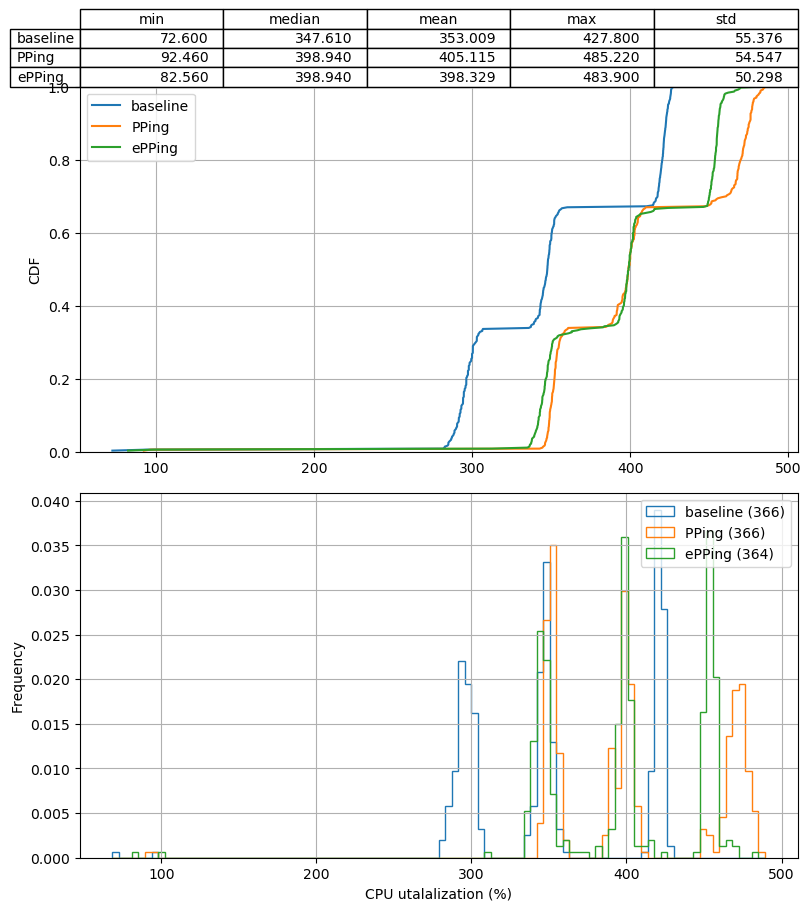 min median mean max std
baseline 72.600 347.610 353.009 427.800 55.376
PPing 92.460 398.940 405.115 485.220 54.547
ePPing 82.560 398.940 398.329 483.900 50.298
1.0
0.8
0.6
0.4
0.2
0.0
CDF
baseline
PPing
ePPing
100 200 300 400 500
0.040
0.035
0.030
0.025
0.020
0.015
0.010
0.005
0.000
Frequency
baseline (366)
PPing (366)
ePPing (364)
100 200 300 400 500
CPU utalalization (%)